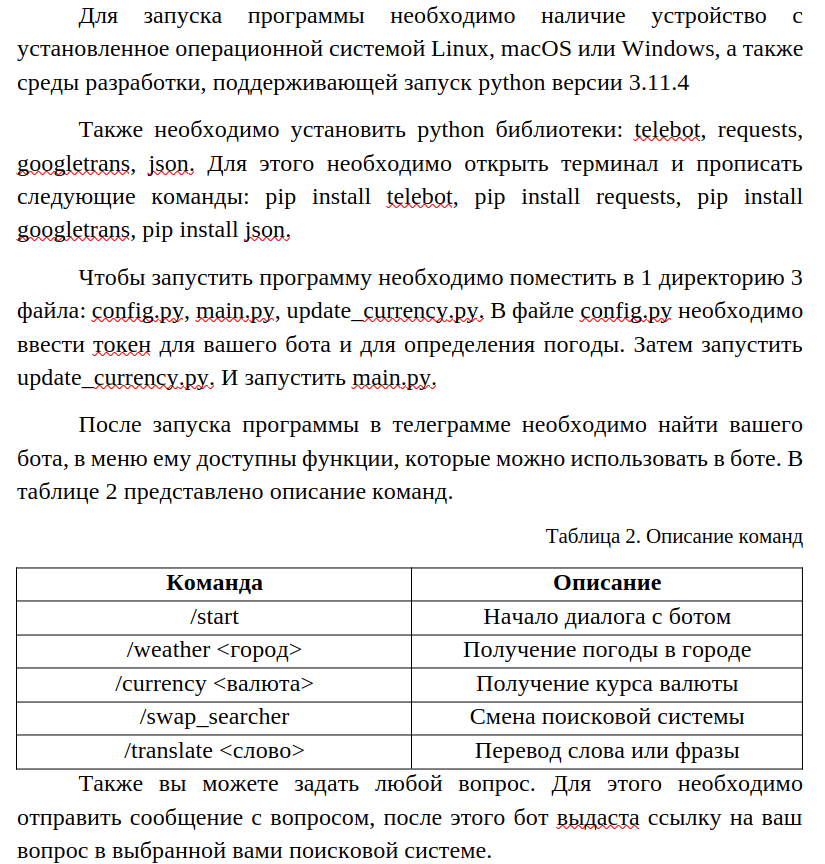 Для запуска программы необходимо наличие устройство с
установленное операционной системой Linux, macOS или Windows, а также
среды разработки, поддерживающей запуск python версии 3.11.4
Также необходимо установить python библиотеки: telebot, requests,
googletrans, json. Для этого необходимо открыть терминал и прописать
следующие команды: pip install telebot, pip install requests, pip install
googletrans, pip install json.
Чтобы запустить программу необходимо поместить в 1 директорию 3
файла: config.py, main.py, update_currency.py. В файле config.py необходимо
ввести токен для вашего бота и для определения погоды. Затем запустить
update_currency.py. И запустить main.py.
После запуска программы в телеграмме необходимо найти вашего
бота, в меню ему доступны функции, которые можно использовать в боте. В
таблице 2 представлено описание команд.
Таблица 2. Описание команд
Команда Описание
/start Начало диалога с ботом
/weather <город> Получение погоды в городе
/currency <валюта> Получение курса валюты
/swap_searcher Смена поисковой системы
/translate <слово> Перевод слова или фразы
Также вы можете задать любой вопрос. Для этого необходимо
отправить сообщение с вопросом, после этого бот выдаста ссылку на ваш
вопрос в выбранной вами поисковой системе.